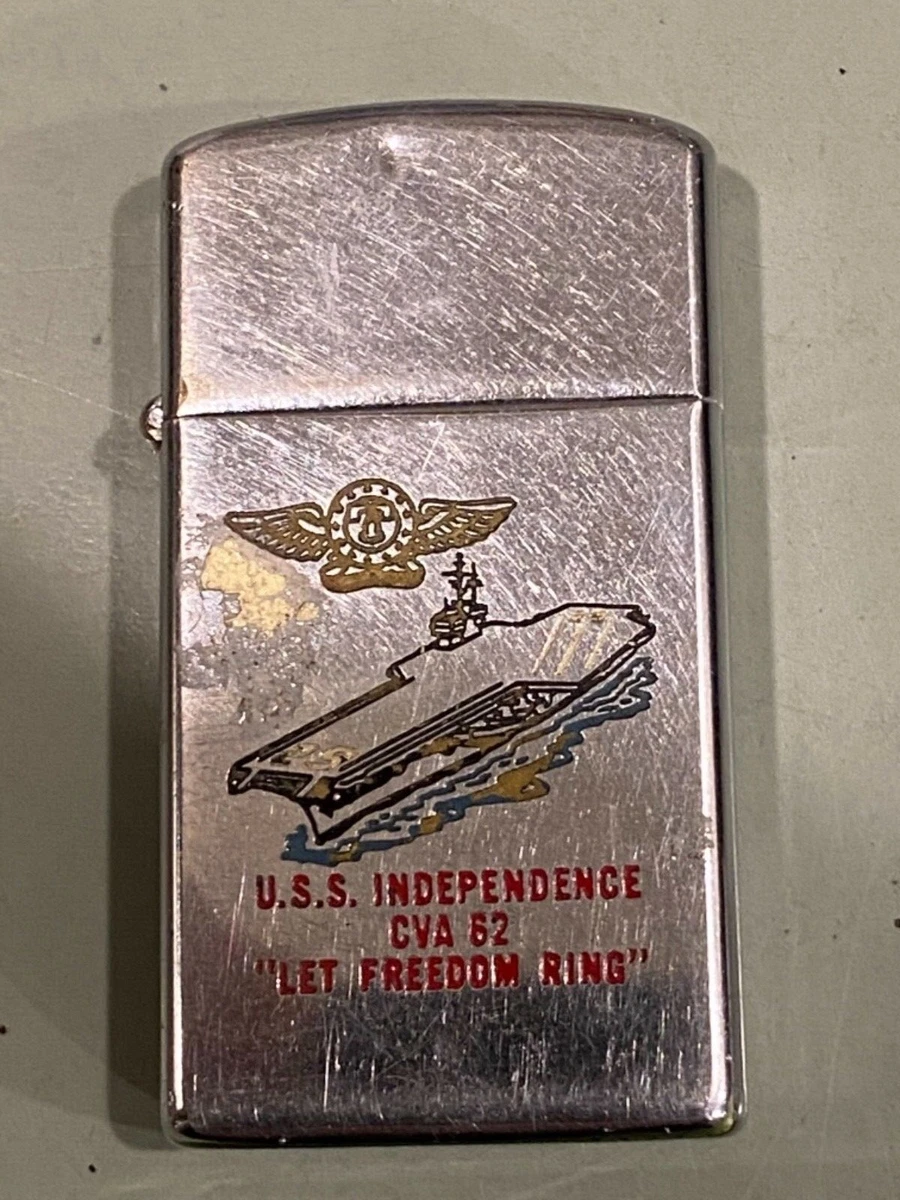 U.S.S. INDEPENDENCE
CVA 62
"LET FREEDOM RING"